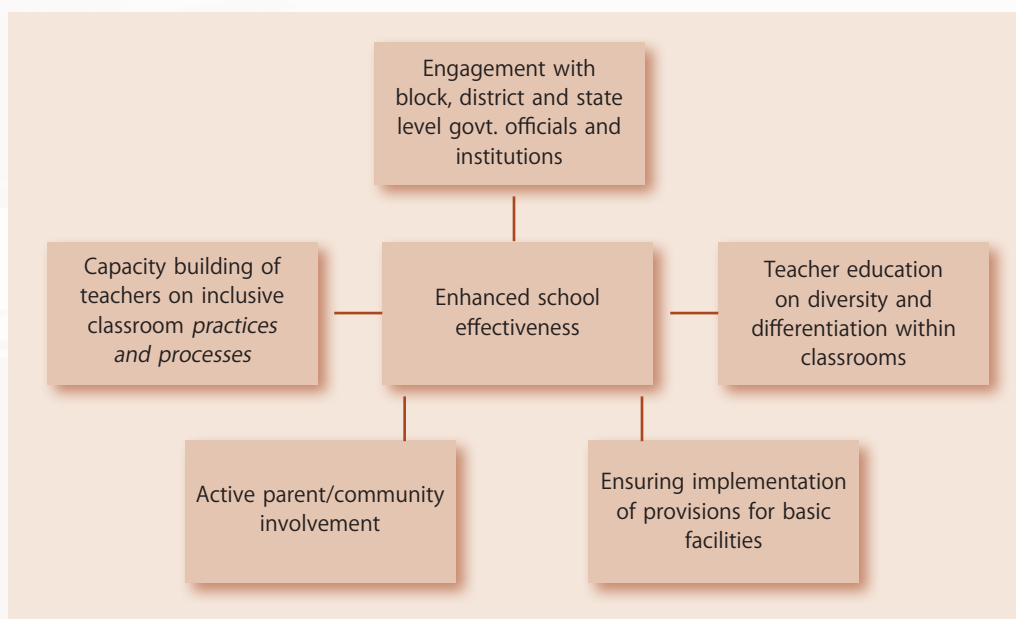 Engagement with
block, district and state
level govt. officials and
institutions
Capacity building of
teachers on inclusive
classroom practices
and processes
Enhanced school
effectiveness
Teacher education
on diversity and
differentiation within
classrooms
Active parent/community
involvement
Ensuring implementation
of provisions for basic
facilities